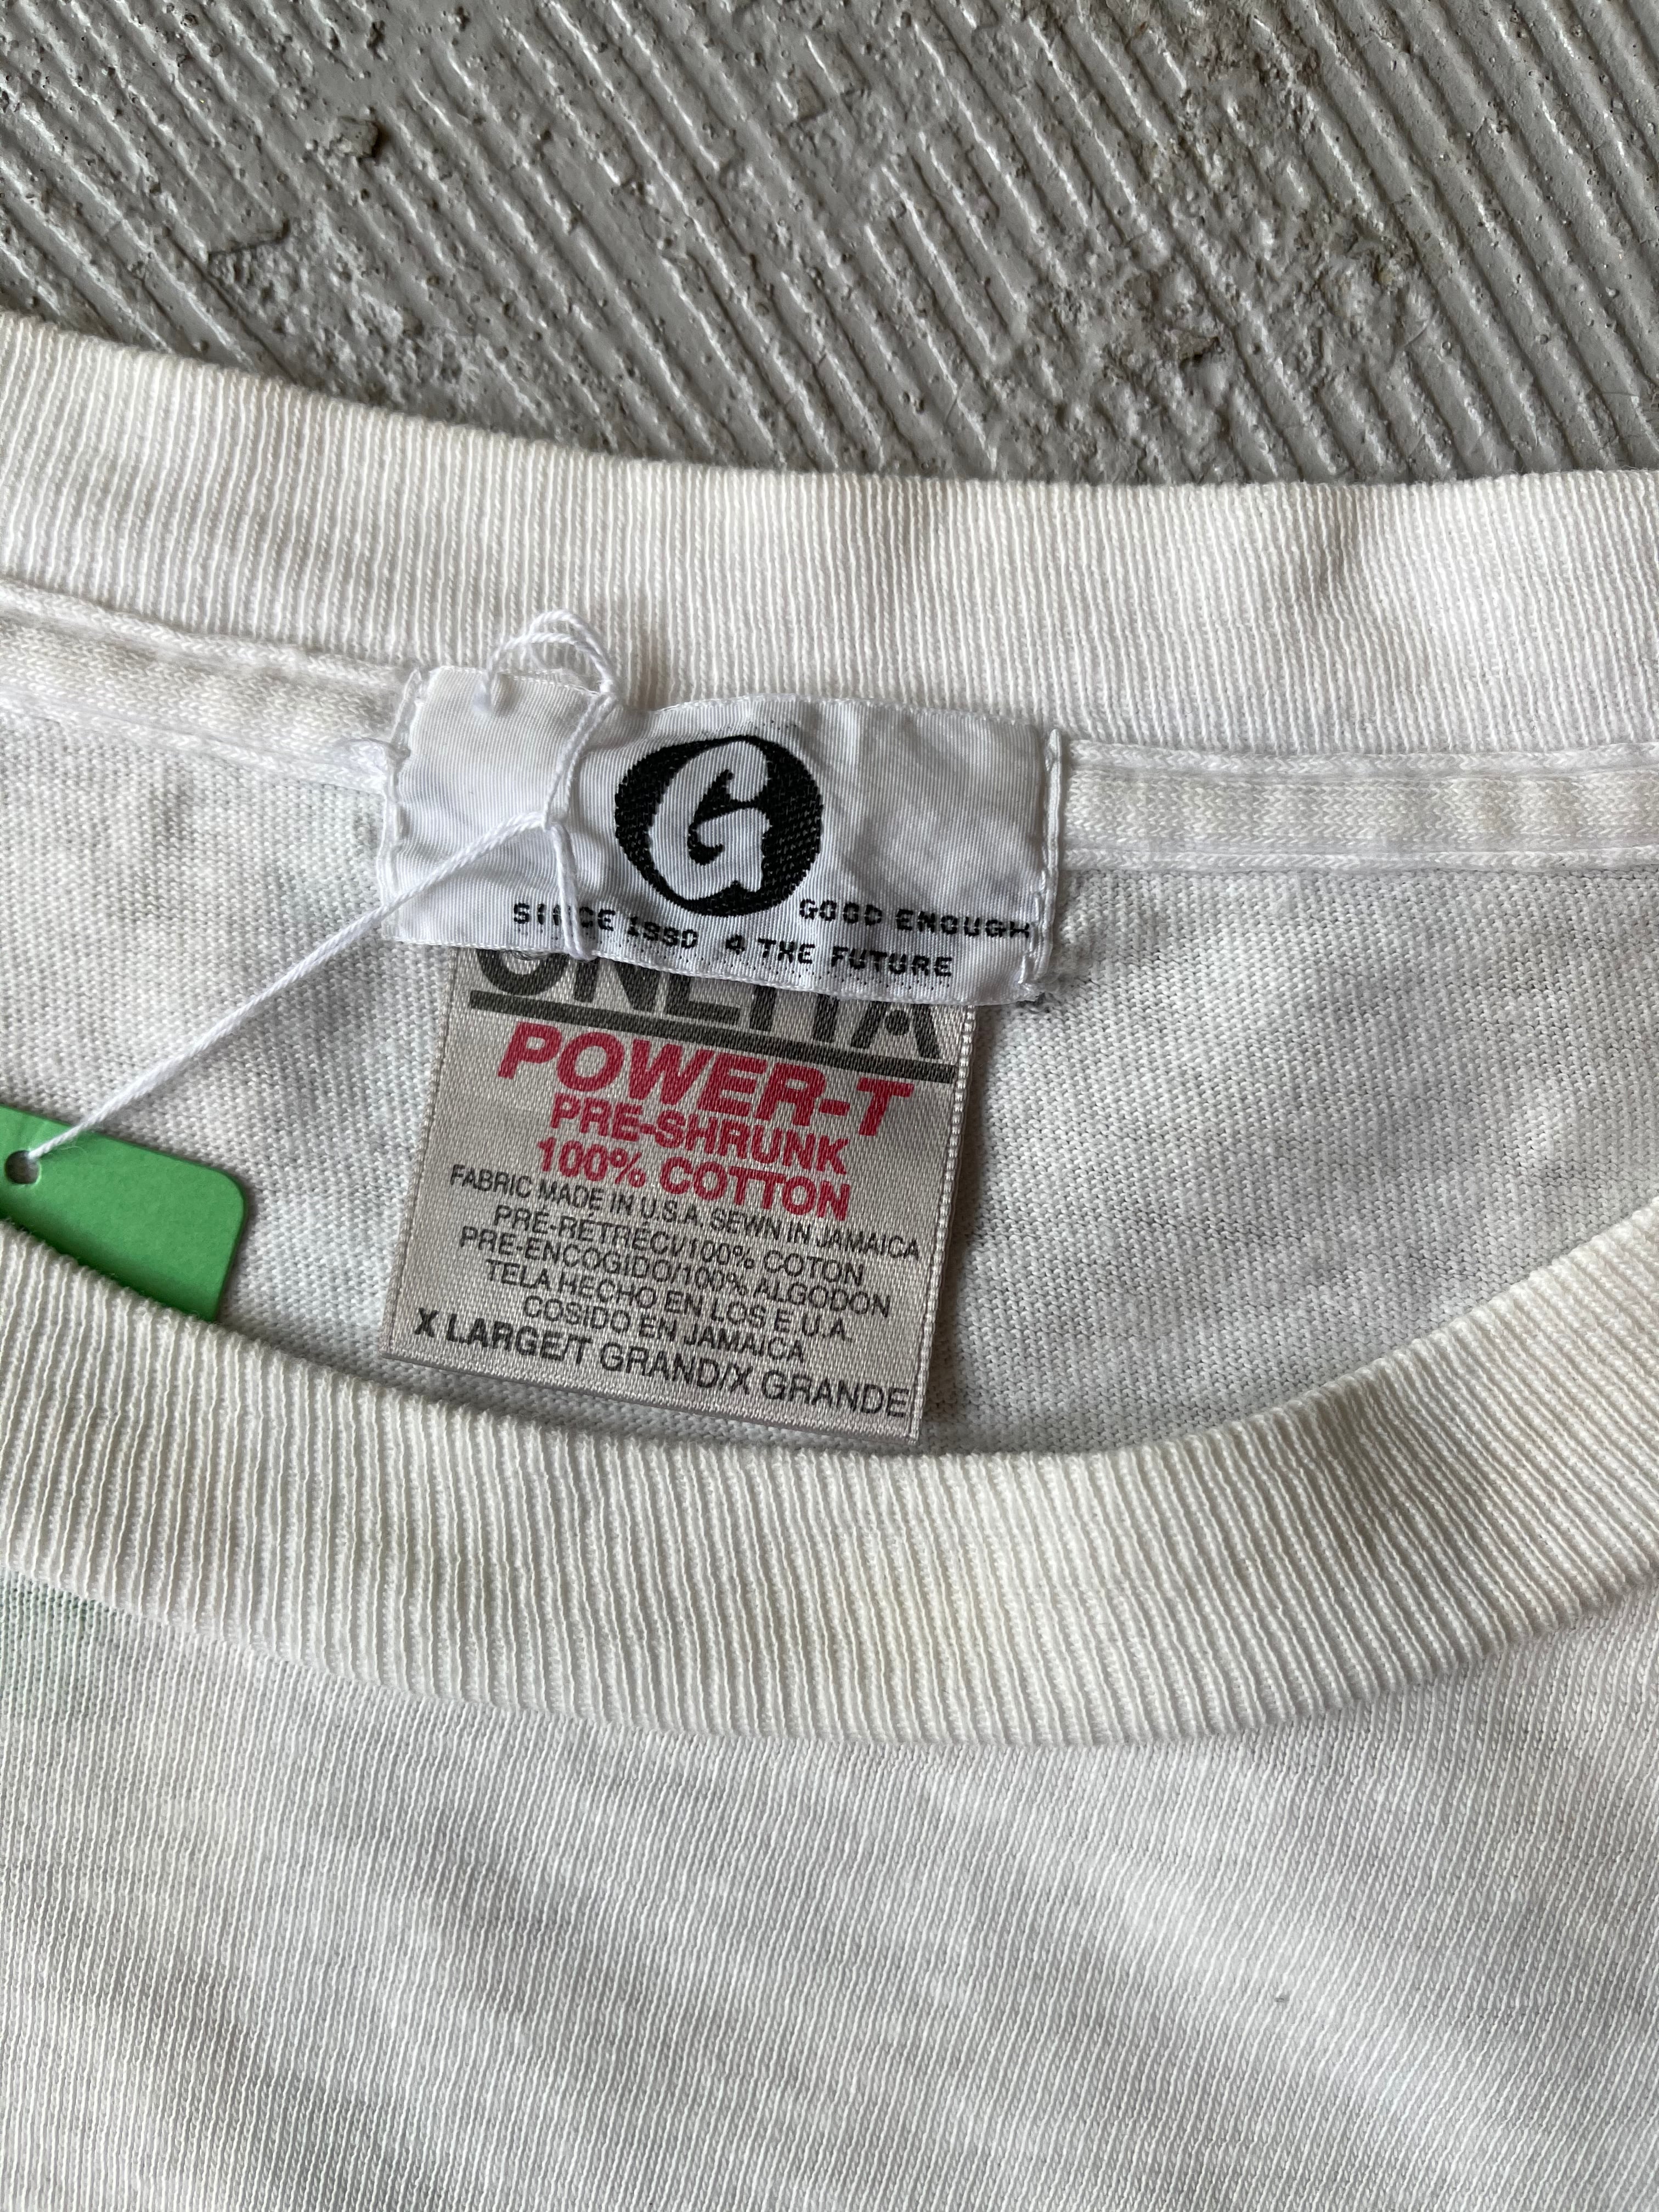 G
GOOD ENOUGH
SINCE 1990 4 THE FUTURE
ONEITA
POWER-T
PRE-SHRUNK
100% COTTON
FABRIC MADE IN U.S.A. SEWN IN JAMAICA
PRE-RETRECI/100% COTON
PRE-ENCOGIDO/100% ALGODON
TELA HECHO EN LOS E.U.A.
COSIDO EN JAMAICA
X LARGE/T GRAND/X GRANDE